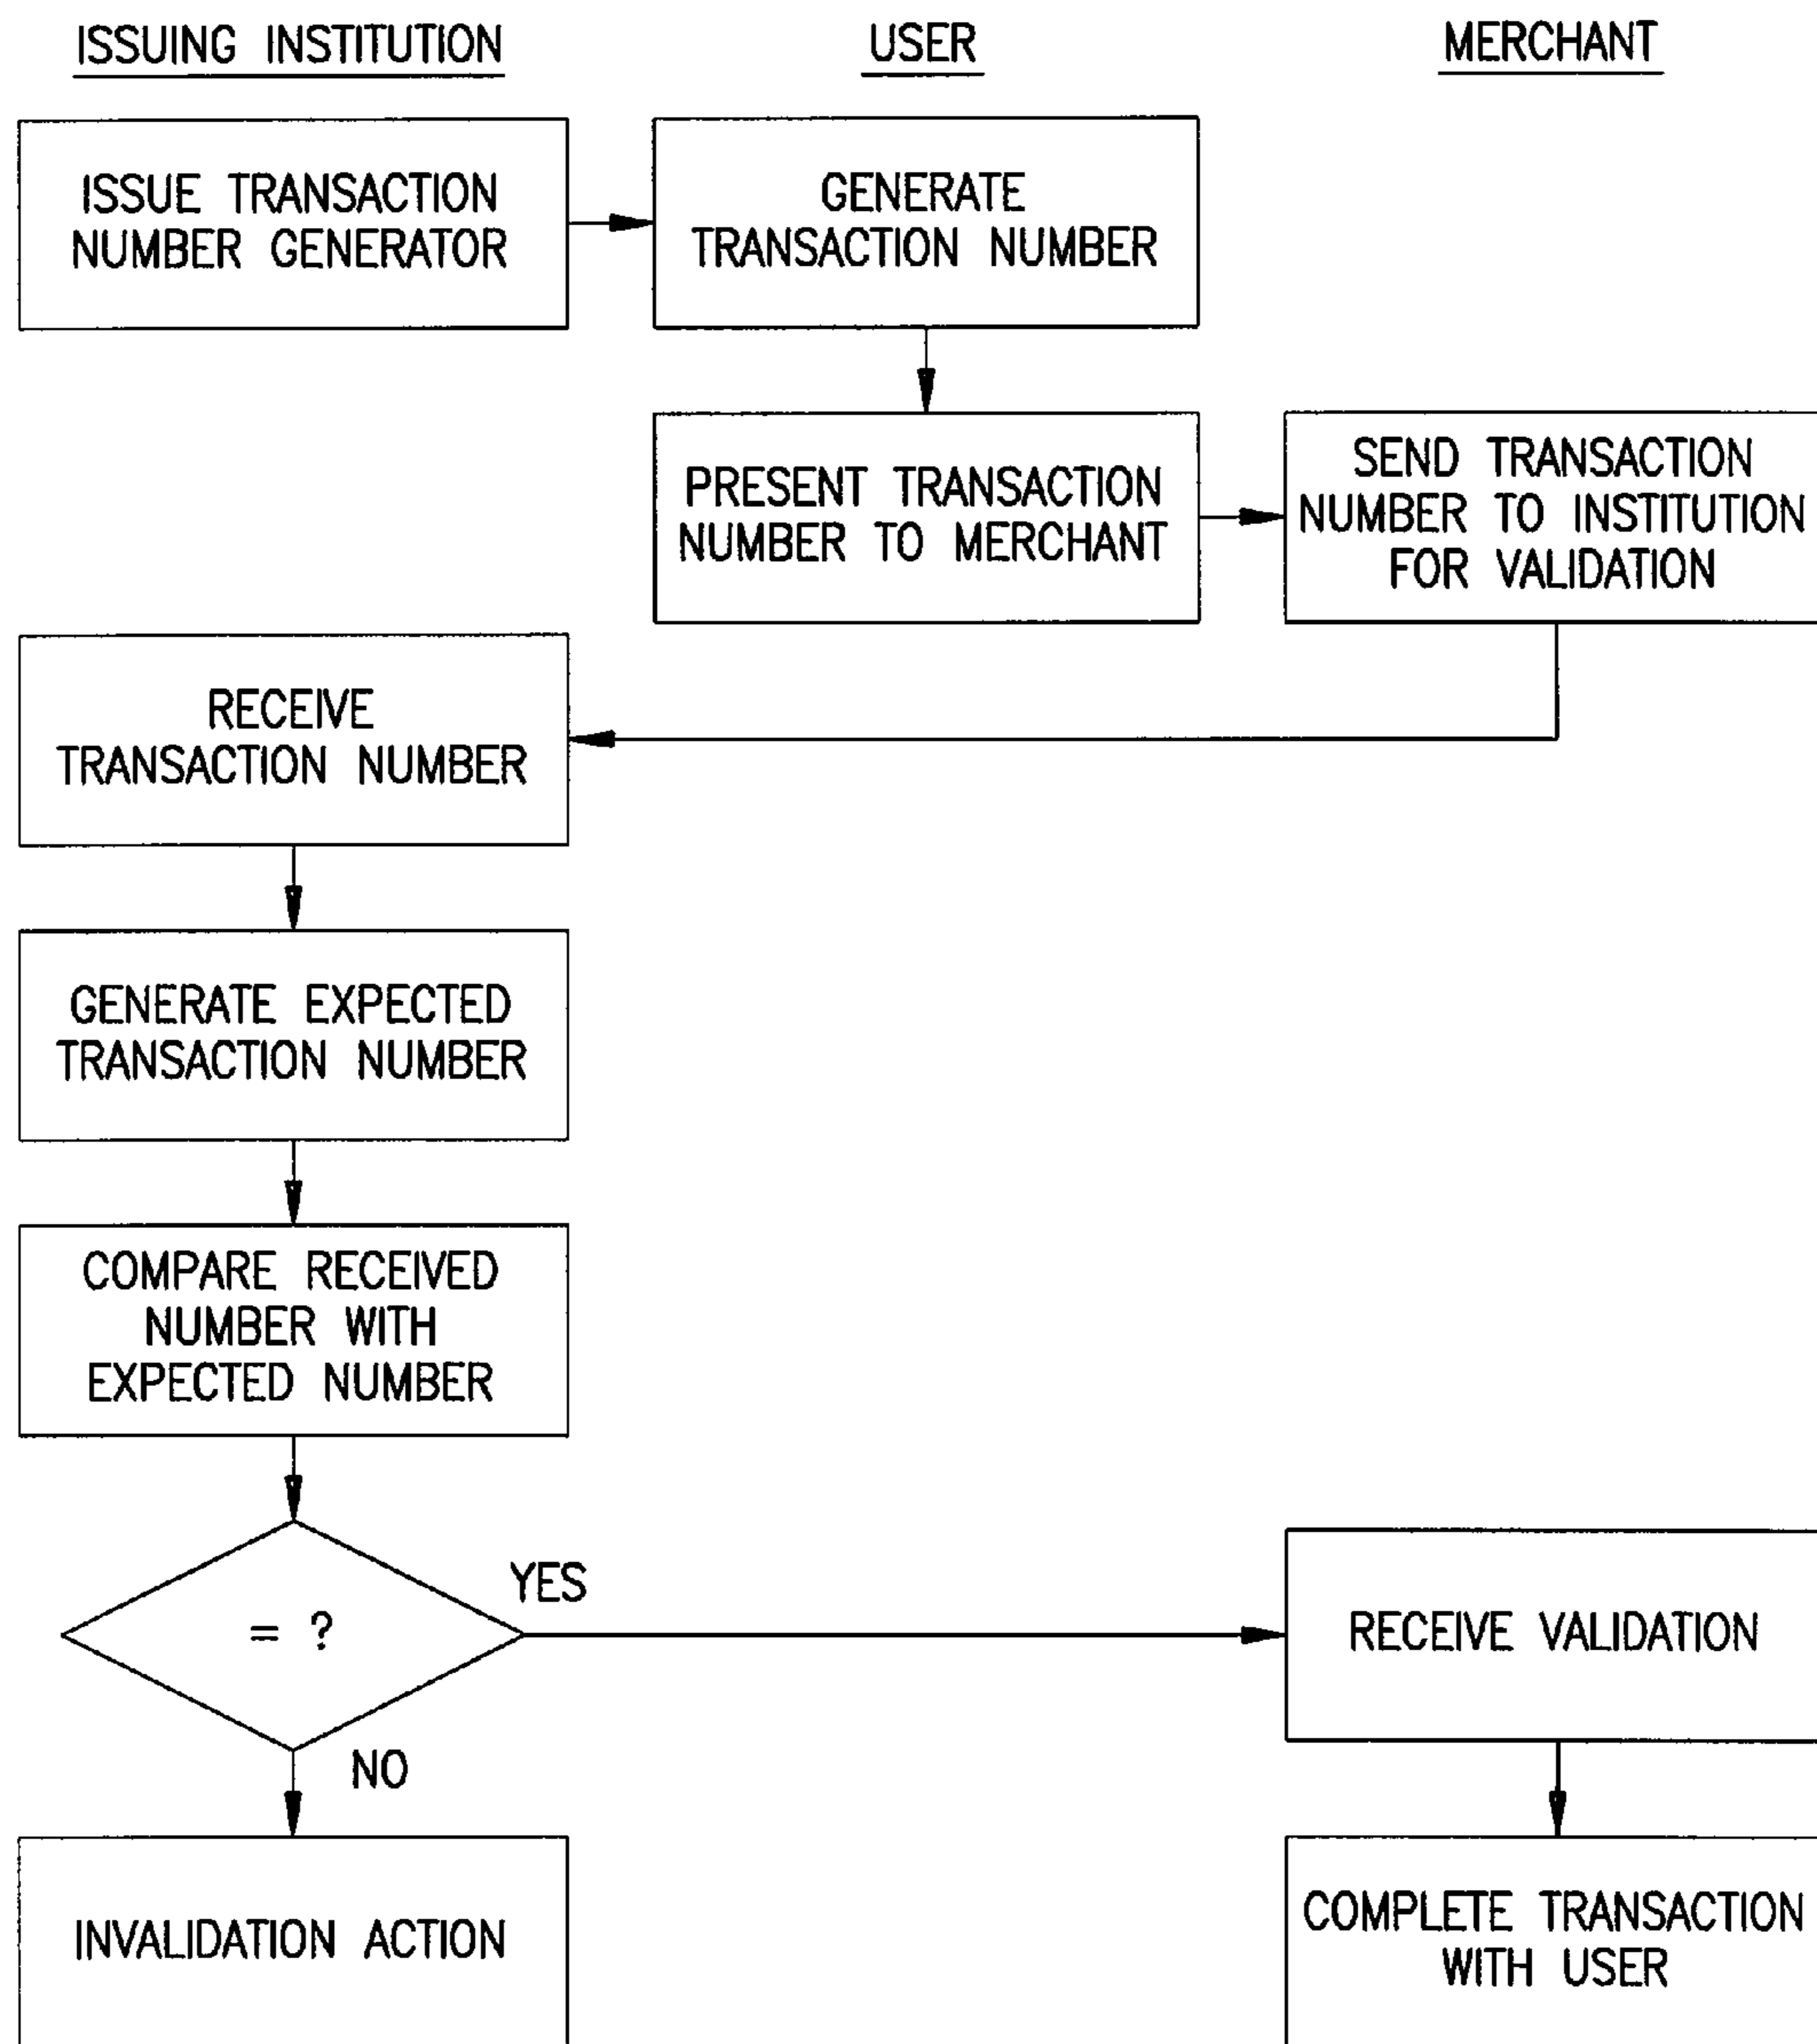 ISSUING INSTITUTION
USER
MERCHANT
ISSUE TRANSACTION
NUMBER GENERATOR
GENERATE
TRANSACTION NUMBER
PRESENT TRANSACTION
NUMBER TO MERCHANT
SEND TRANSACTION
NUMBER TO INSTITUTION
FOR VALIDATION
RECEIVE
TRANSACTION NUMBER
GENERATE EXPECTED
TRANSACTION NUMBER
COMPARE RECEIVED
NUMBER WITH
EXPECTED NUMBER
= ?
YES
NO
RECEIVE VALIDATION
INVALIDATION ACTION
COMPLETE TRANSACTION
WITH USER